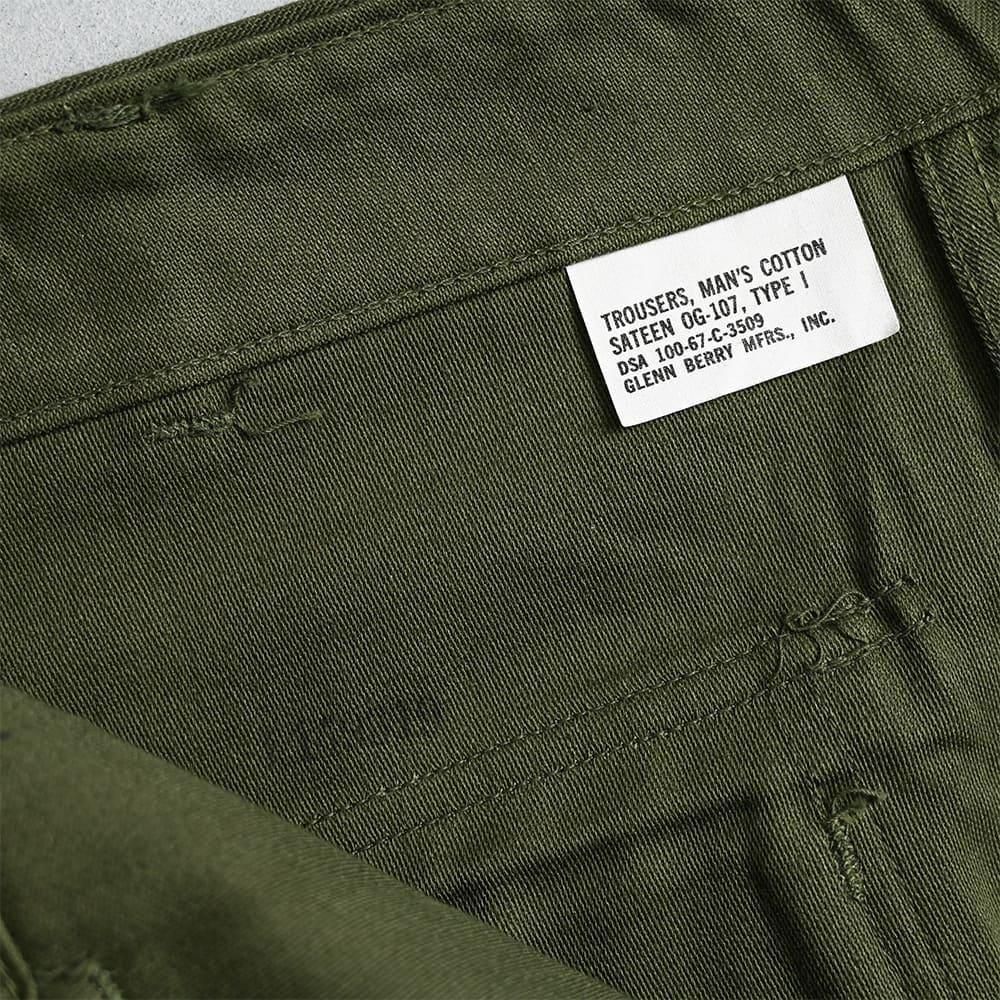 TROUSERS, MAN'S COTTON
SATEEN OG-107, TYPE I
DSA 100-67-C-3509
GLENN BERRY MFRS., INC.